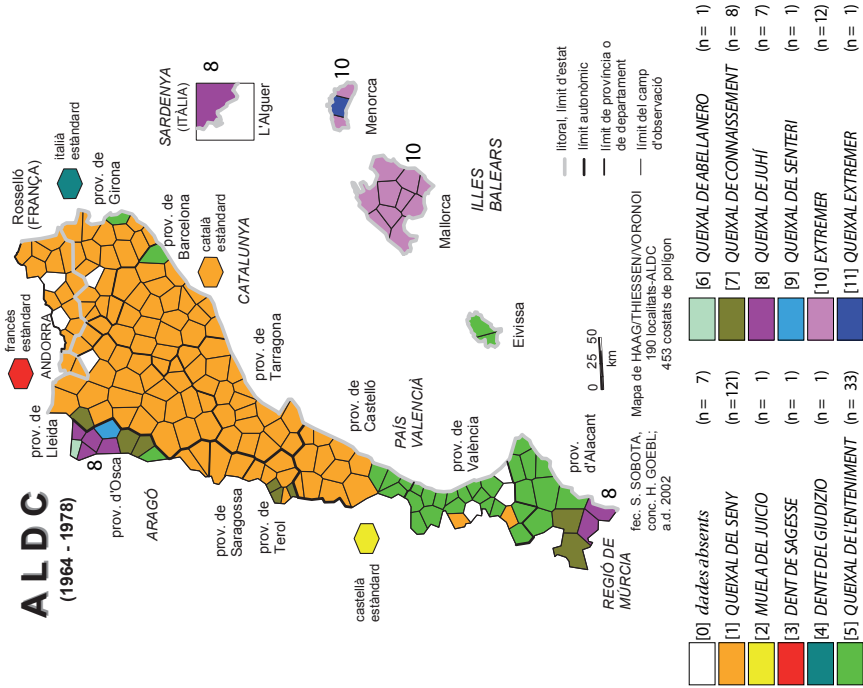 ALDC
(1964 - 1978)
francès
estàndard
ANDORRA
Rosselló
(FRANÇA)
italià
estàndard
prov. de
Girona
prov. de
Lleida
8
prov. d'Osca
ARAGÓ
prov. de
Barcelona
català
estàndard
CATALUNYA
SARDENYA
(ITÀLIA)
8
L'Alguer
prov. de
Saragossa
prov. de
Terol
prov. de
Tarragona
10
Menorca
10
Mallorca
ILLES
BALEARS
castellà
estàndard
prov. de
Castelló
PAÍS
VALENCIÀ
prov. de
València
Eivissa
0 25 50
km
litoral, límit d'estat
límit autonòmic
límit de província o
de departament
límit del camp
d'observació
REGIÓ DE
MÚRCIA
8
prov.
d'Alacant
fec. S. SOBOTA,
conc. H. GOEBL;
a.d. 2002
Mapa de HAAG/THIESSEN/VORONOI
190 localitats-ALDC
453 costats de polígon
[0] dades absents (n = 7)
[1] QUEIXAL DEL SENY (n =121)
[2] MUELA DEL JUICIO (n = 1)
[3] DENT DE SAGESSE (n = 1)
[4] DENTE DEL GIUDIZIO (n = 1)
[5] QUEIXAL DE L'ENTENIMENT (n = 33)
[6] QUEIXAL DE ABELLANERO (n = 1)
[7] QUEIXAL DE CONNAISSEMENT (n = 8)
[8] QUEIXAL DE JUHÍ (n = 7)
[9] QUEIXAL DEL SENTERI (n = 1)
[10] EXTREMER (n =12)
[11] QUEIXAL EXTREMER (n = 1)